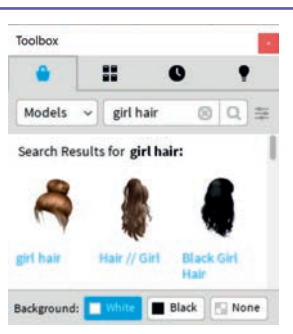 Toolbox
Models girl hair
Search Results for girl hair:
girl hair Hair // Girl Black Girl Hair
Background: White Black None